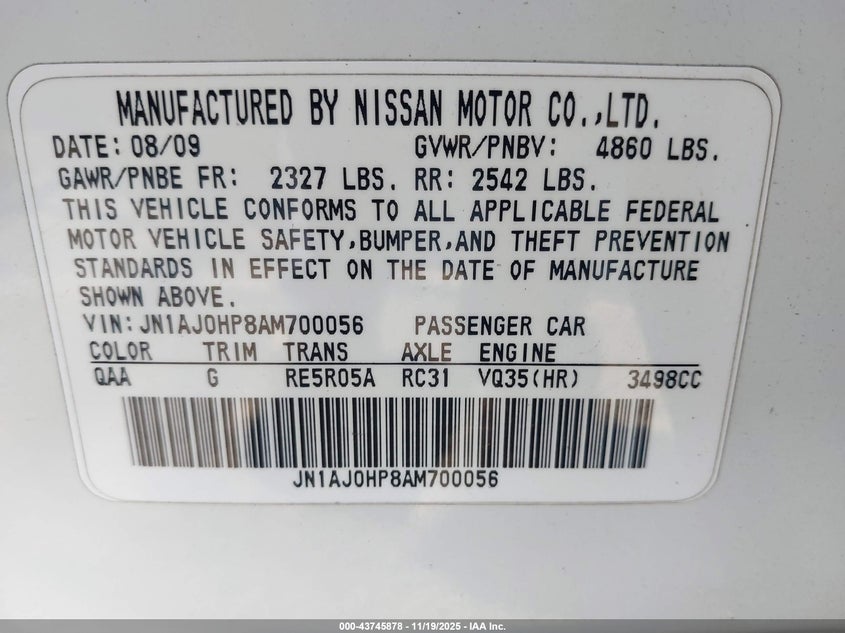 MANUFACTURED BY NISSAN MOTOR CO.,LTD.
DATE: 08/09 GVWR/PNBV: 4860 LBS.
GAWR/PNBE FR: 2327 LBS. RR: 2542 LBS.
THIS VEHICLE CONFORMS TO ALL APPLICABLE FEDERAL
MOTOR VEHICLE SAFETY,BUMPER,AND THEFT PREVENTION
STANDARDS IN EFFECT ON THE DATE OF MANUFACTURE
SHOWN ABOVE.
VIN: JN1AJ0HP8AM700056 PASSENGER CAR
COLOR TRIM TRANS AXLE ENGINE
QAA G RE5R05A RC31 VQ35(HR) 3498CC
JN1AJ0HP8AM700056
000-43745878 - 11/19/2025 - IAA Inc.